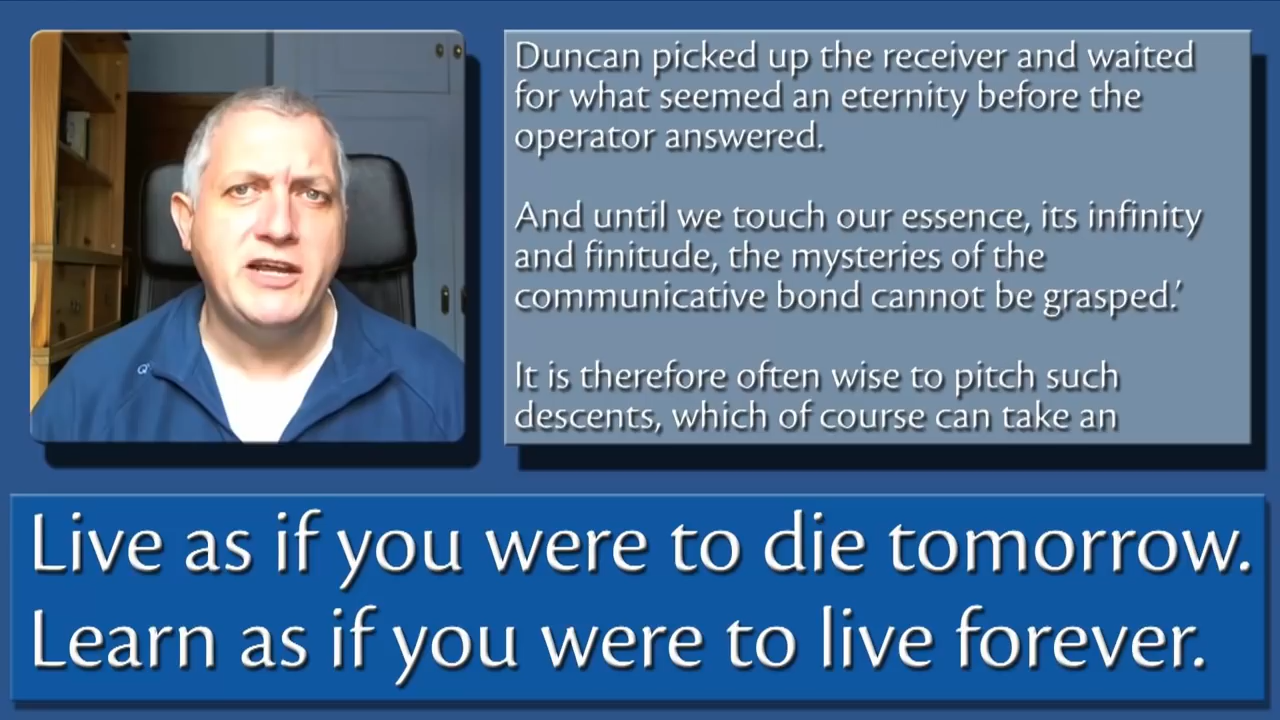 Duncan picked up the receiver and waited
for what seemed an eternity before the
operator answered.
And until we touch our essence, its infinity
and finitude, the mysteries of the
communicative bond cannot be grasped.'
It is therefore often wise to pitch such
descents, which of course can take an
Live as if you were to die tomorrow.
Learn as if you were to live forever.